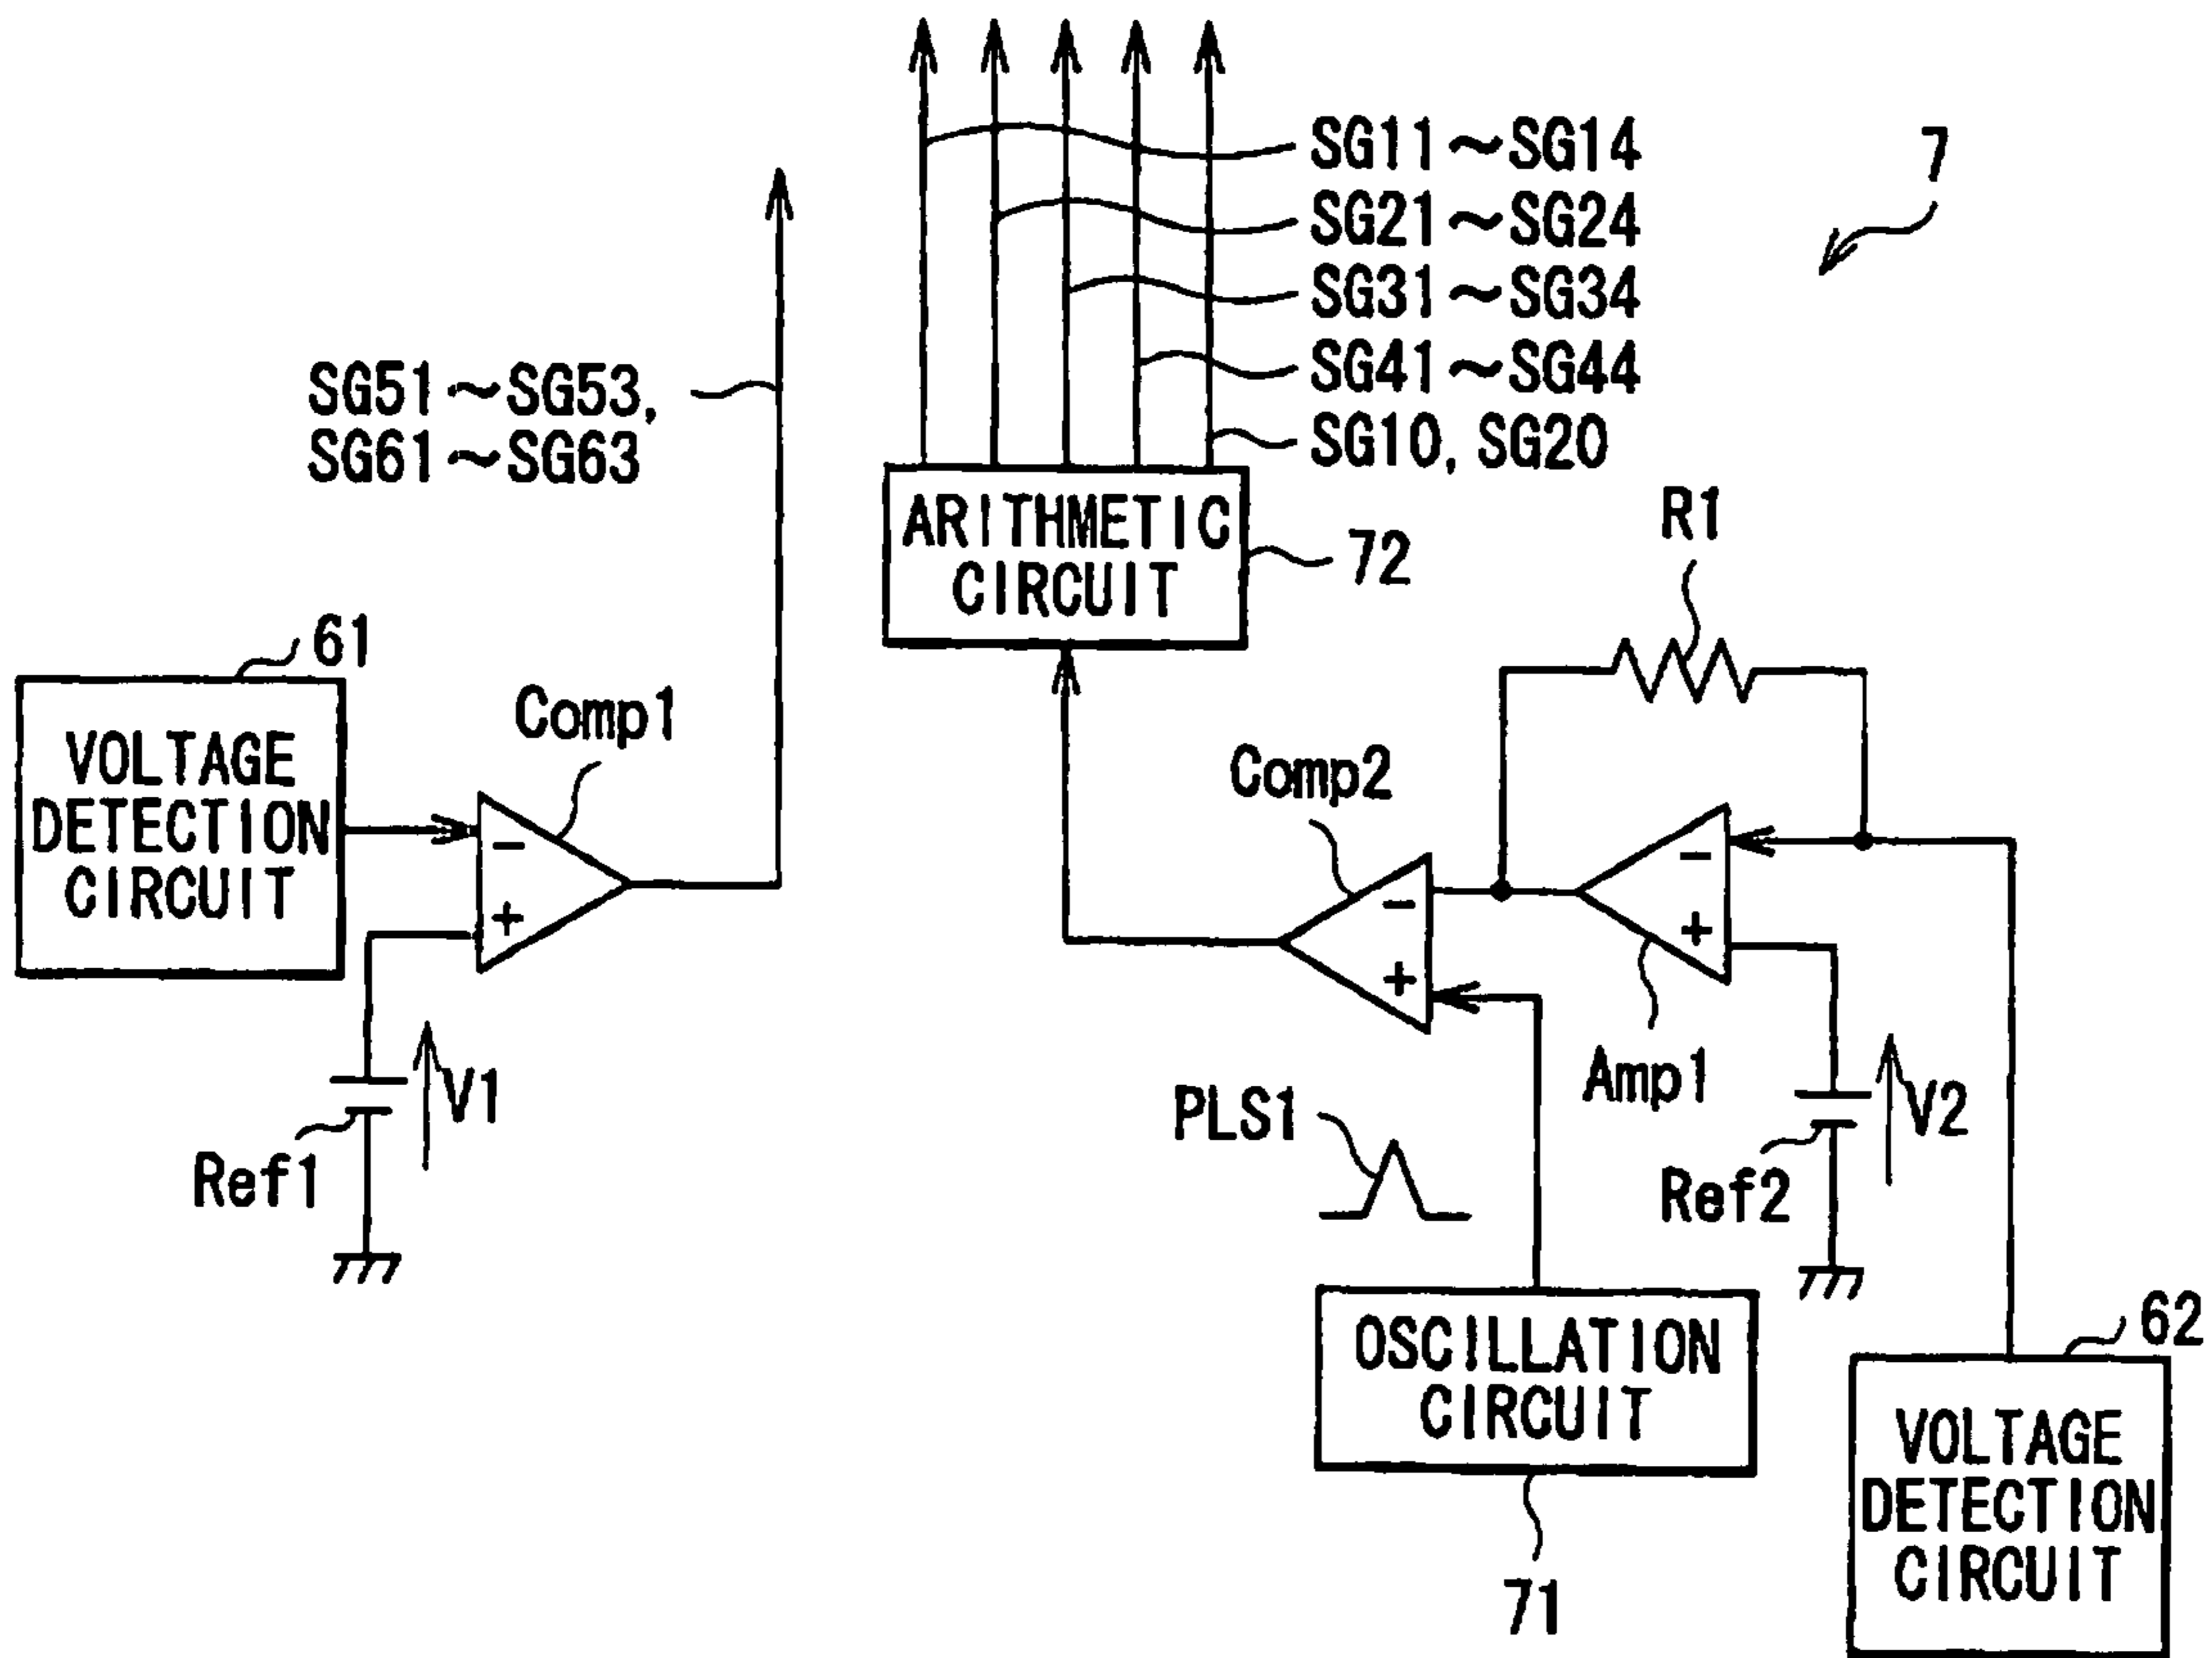 SG11~SG14
7
SG21~SG24
SG31~SG34
SG51~SG53,
SG61~SG63
SG41~SG44
SG10, SG20
ARITHMETIC
CIRCUIT
72
R1
61
VOLTAGE
DETECTION
CIRCUIT
Comp1
-
+
Comp2
-
+
-
+
Amp1
V1
Ref1
PLS1
V2
Ref2
OSCILLATION
CIRCUIT
71
62
VOLTAGE
DETECTION
CIRCUIT